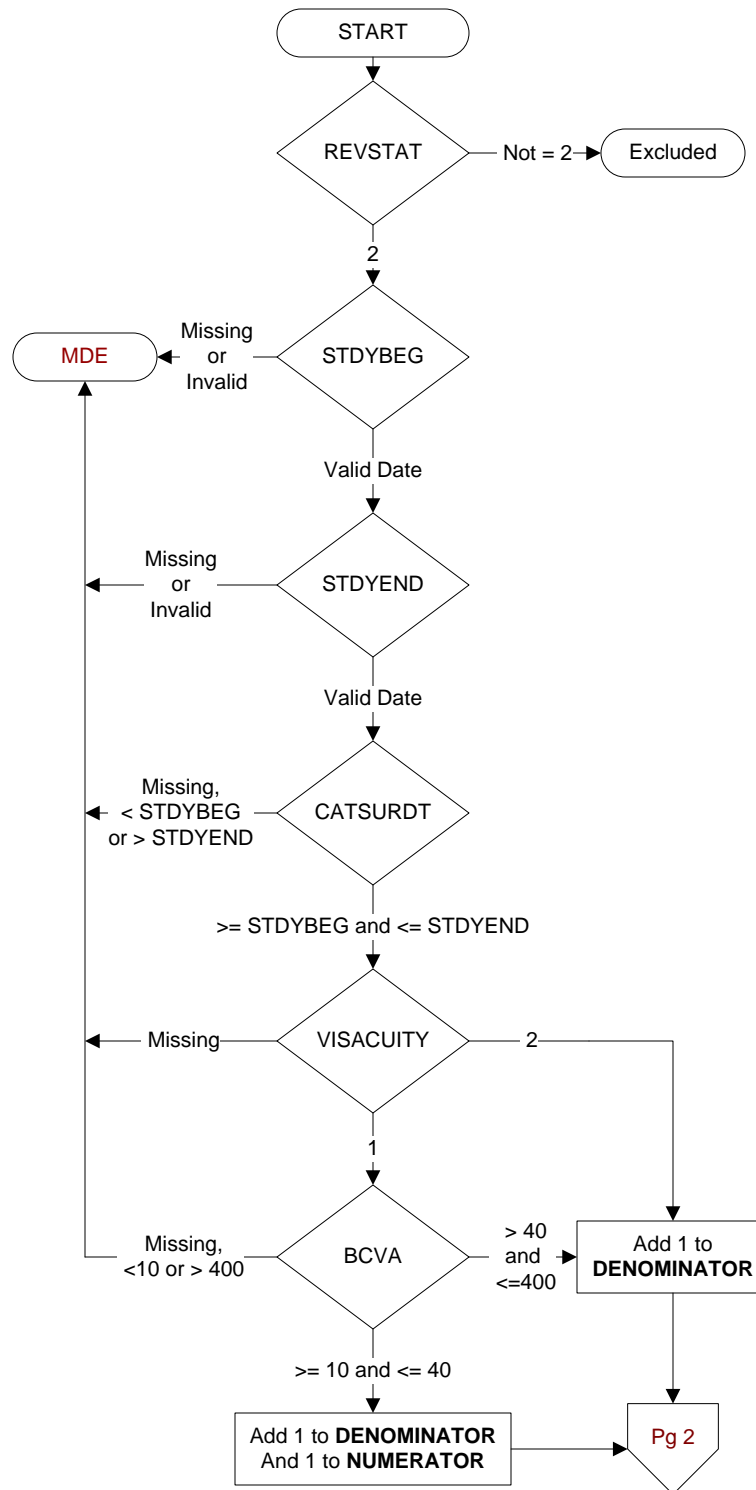 START
REVSTAT
Not = 2
Excluded
2
Missing
or
Invalid
MDE
STDYBEG
Valid Date
Missing
or
Invalid
STDYEND
Valid Date
Missing,
< STDYBEG
or > STDYEND
CATSURDT
>= STDYBEG and <= STDYEND
Missing
VISACUITY
2
1
Missing,
<10 or > 400
BCVA
> 40
and
<=400
Add 1 to
DENOMINATOR
>= 10 and <= 40
Add 1 to DENOMINATOR
And 1 to NUMERATOR
Pg 2